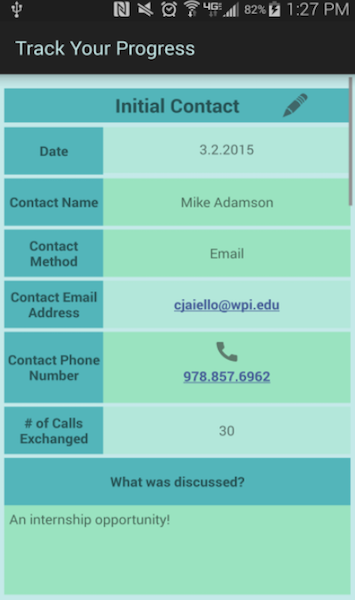 4G 82% 1:27 PM
Track Your Progress
Initial Contact
Date 3.2.2015
Contact Name Mike Adamson
Contact
Method Email
Contact Email
Address cjaiello@wpi.edu
Contact Phone
Number 978.857.6962
# of Calls
Exchanged 30
What was discussed?
An internship opportunity!